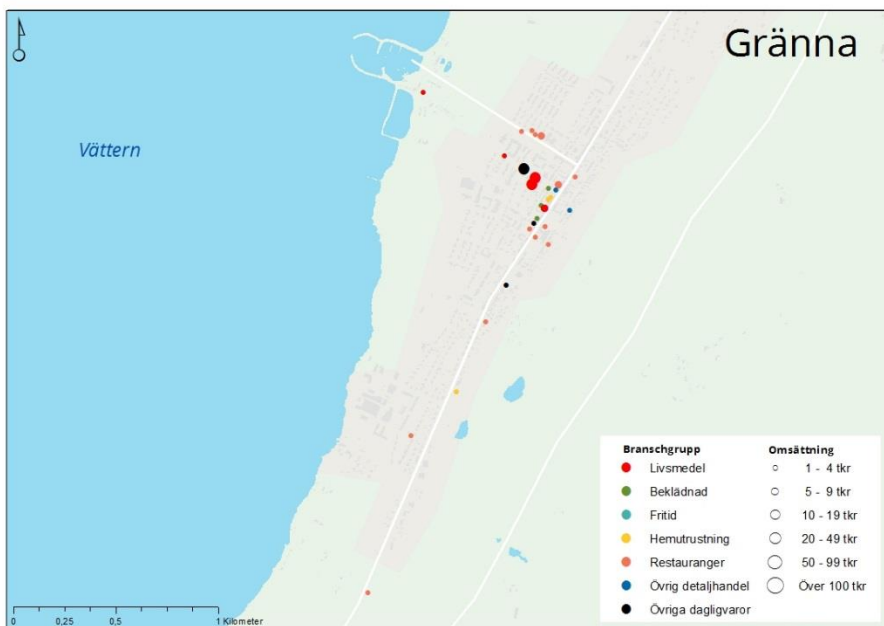 Gränna
Vättern
Branschgrupp
Livsmedel
Beklädnad
Fritid
Hemutrustning
Restauranger
Övrig detaljhandel
Övriga dagligvaror
Omsättning
1 - 4 tkr
5 - 9 tkr
10 - 19 tkr
20 - 49 tkr
50 - 99 tkr
Över 100 tkr
0 0,25 0,5 1 Kilometer